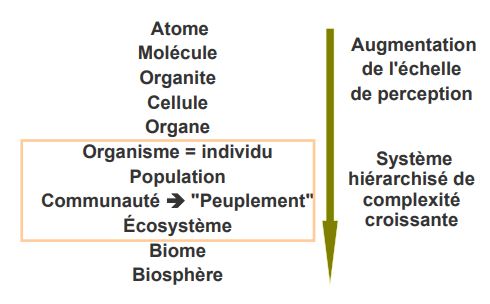 Atome
Molécule
Organite
Cellule
Organe
Organisme = individu
Population
Communauté ➔ "Peuplement"
Écosystème
Biome
Biosphère
Augmentation
de l'échelle
de perception
Système
hiérarchisé de
complexité
croissante